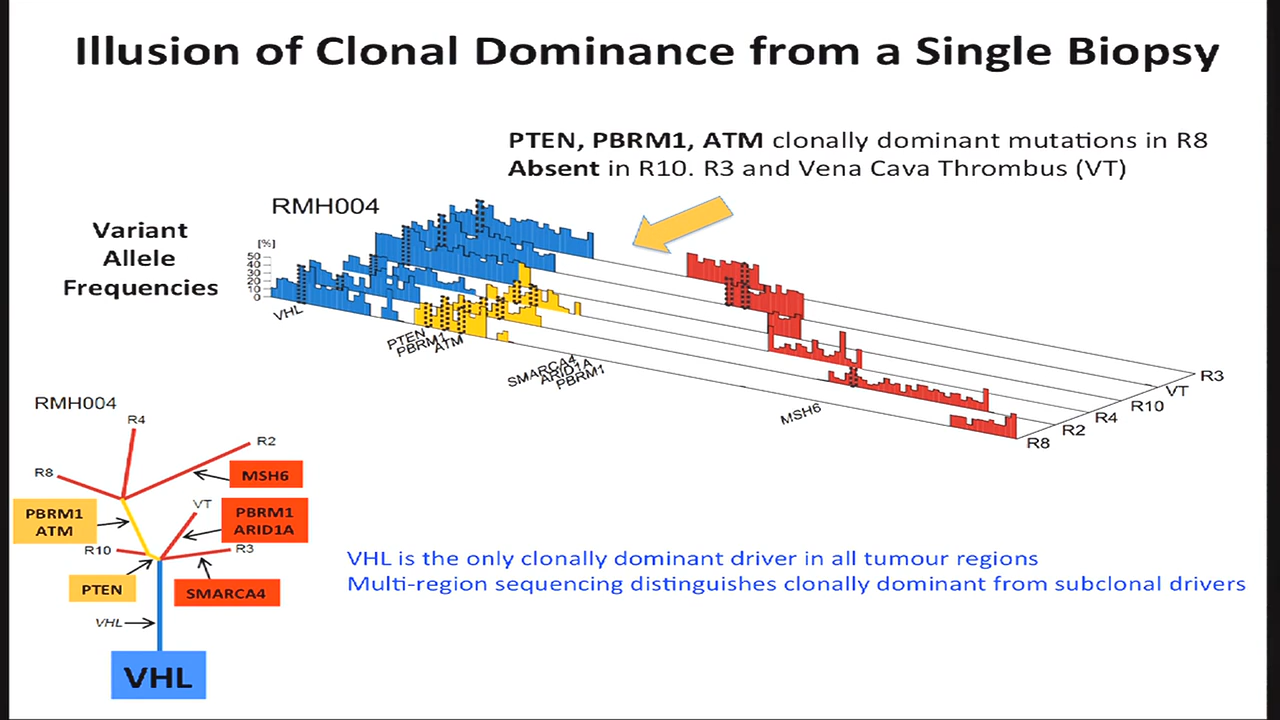 Illusion of Clonal Dominance from a Single Biopsy
PTEN, PBRM1, ATM clonally dominant mutations in R8
Absent in R10. R3 and Vena Cava Thrombus (VT)
RMH004
Variant
Allele
Frequencies
[%]
50
40
30
20
10
0
VHL
PTEN
PBRM1
ATM
SMARCA4
ARID1A
PBRM1
MSH6
R3
VT
R10
R4
R2
R8
RMH004
R4
R2
R8
MSH6
VT
PBRM1
ARID1A
PBRM1
ATM
R10
R3
PTEN
SMARCA4
VHL
VHL
VHL is the only clonally dominant driver in all tumour regions
Multi-region sequencing distinguishes clonally dominant from subclonal drivers